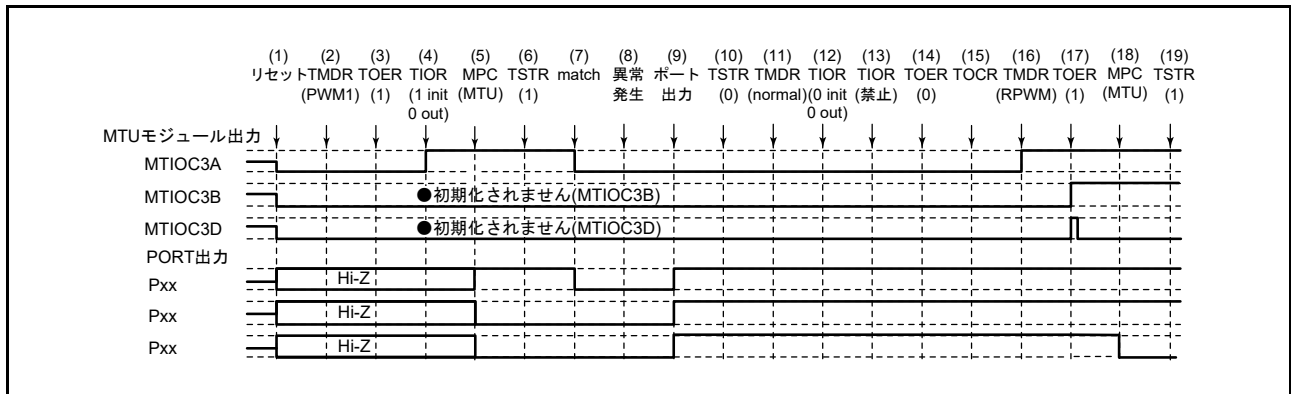 (1) (2) (3) (4) (5) (6) (7) (8) (9) (10) (11) (12) (13) (14) (15) (16) (17) (18) (19)
リセット TMDR TOER TIOR MPC TSTR match 異常 ポート TSTR TMDR TIOR TIOR TOER TOCR TMDR TOER MPC TSTR
(PWM1) (1) (1 init (MTU) (1) 発生 出力 (0) (normal) (0 init (禁止) (0) (RPWM) (1) (MTU) (1)
0 out) 0 out)
MTUモジュール出力
MTIOC3A
MTIOC3B ●初期化されません(MTIOC3B)
MTIOC3D ●初期化されません(MTIOC3D)
PORT出力
Pxx Hi-Z
Pxx Hi-Z
Pxx Hi-Z